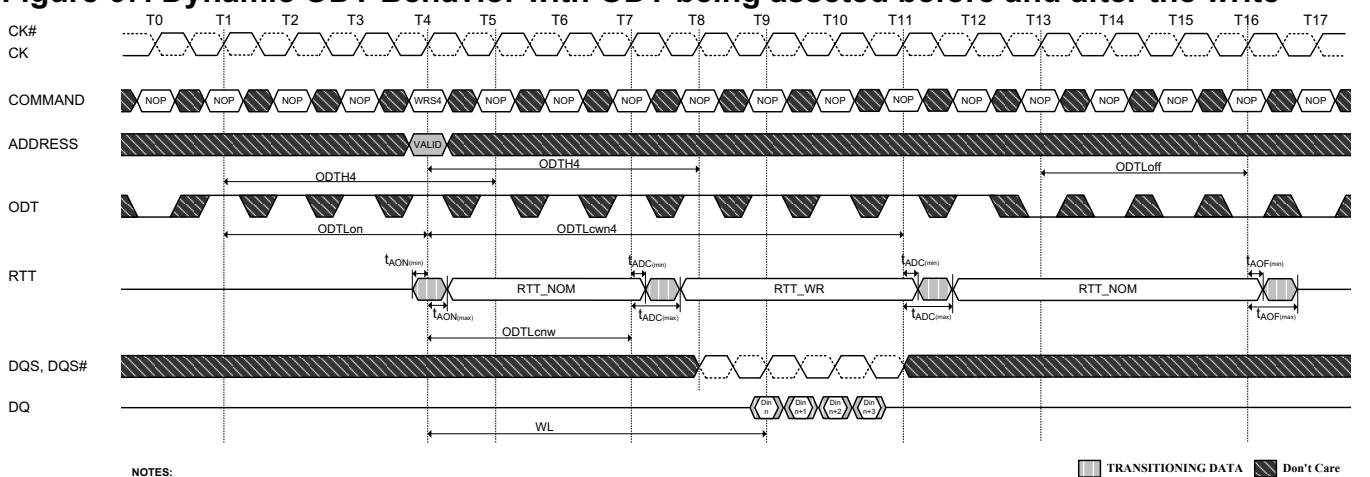 Figure Dynamic ODT Behavior with ODT being asseted before and after the write
T0 T1 T2 T3 T4 T5 T6 T7 T8 T9 T10 T11 T12 T13 T14 T15 T16 T17
CK#
CK
COMMAND NOP NOP NOP NOP WRS4 NOP NOP NOP NOP NOP NOP NOP NOP NOP NOP NOP NOP NOP
ADDRESS VALID
ODTH4 ODTH4 ODTLoff
ODT
ODTLon ODTLcwn4
tAON(min) tADC(min) tADC(min) tAOF(min)
RTT RTT_NOM RTT_WR RTT_NOM
tAON(max) tADC(max) tADC(max) tAOF(max)
ODTLcnw
DQS, DQS#
DQ Din n Din n+1 Din n+2 Din n+3
WL
NOTES: TRANSITIONING DATA Don't Care